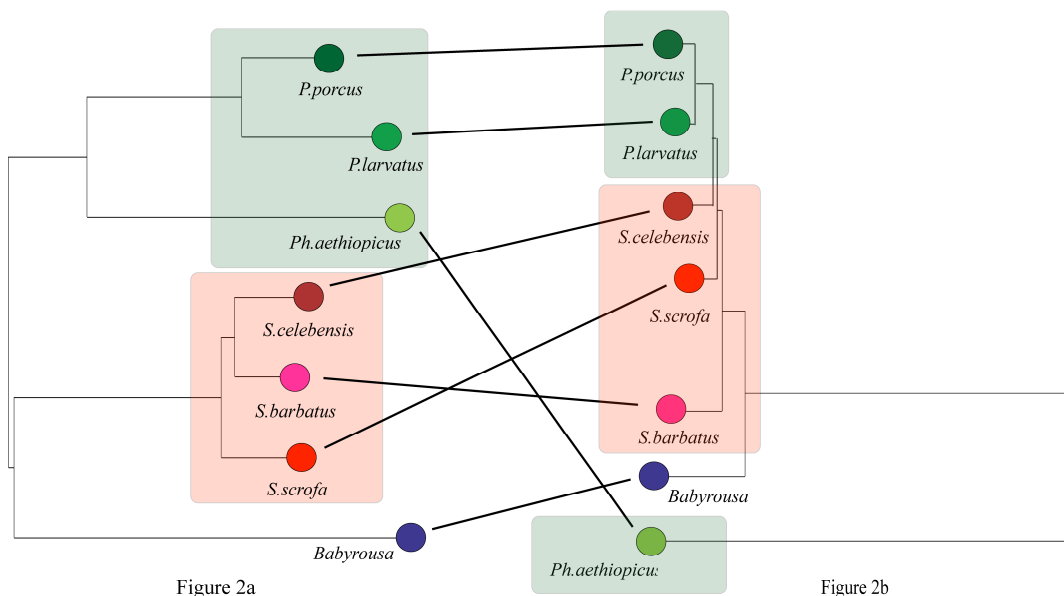 P.porcus
P.larvatus
Ph.aethiopicus
S.celebensis
S.barbatus
S.scrofa
Babyrousa
Figure 2a
P.porcus
P.larvatus
S.celebensis
S.scrofa
S.barbatus
Babyrousa
Ph.aethiopicus
Figure 2b